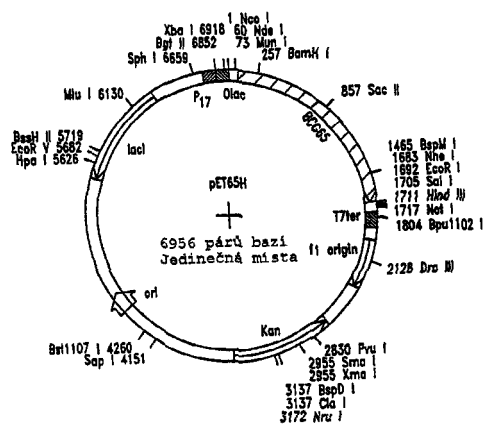 1 Nco I
Xba I 6918
60 Nde I
Bgl II 6852
73 Mun I
Sph I 6659
257 BamH I
Mlu I 6130
P17
Olac
857 Sac II
BCG65
BssH II 5719
EcoR V 5682
Hpa I 5626
lacI
1465 BspM I
1683 Nhe I
1692 EcoR I
1705 Sal I
1711 Hind III
1717 Not I
1804 Bpu1102 I
pET65H
T7ter
6956 párů bazí
Jedinečná místa
f1 origin
2128 Dra III
ori
Kan
Bst1107 I 4260
Sap I 4151
2830 Pvu I
2955 Sma I
2955 Xma I
3137 BspD I
3137 Cla I
3172 Nru I